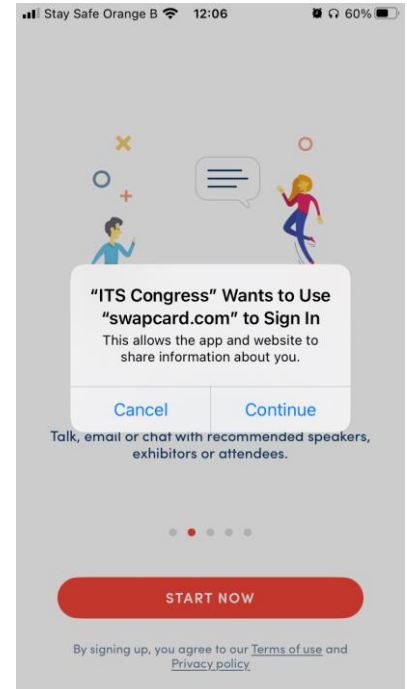 Stay Safe Orange B 12:06 60%
“ITS Congress” Wants to Use
“swapcard.com” to Sign In
This allows the app and website to
share information about you.
Cancel Continue
Talk, email or chat with recommended speakers,
exhibitors or attendees.
START NOW
By signing up, you agree to our Terms of use and
Privacy policy